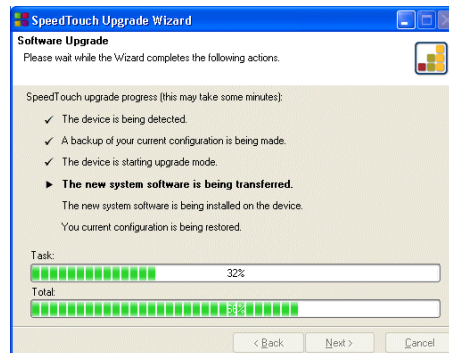 SpeedTouch Upgrade Wizard
Software Upgrade
Please wait while the Wizard completes the following actions.
SpeedTouch upgrade progress (this may take some minutes):
The device is being detected.
A backup of your current configuration is being made.
The device is starting upgrade mode.
The new system software is being transferred.
The new system software is being installed on the device.
You current configuration is being restored.
Task:
32%
Total:
< Back Next > Cancel